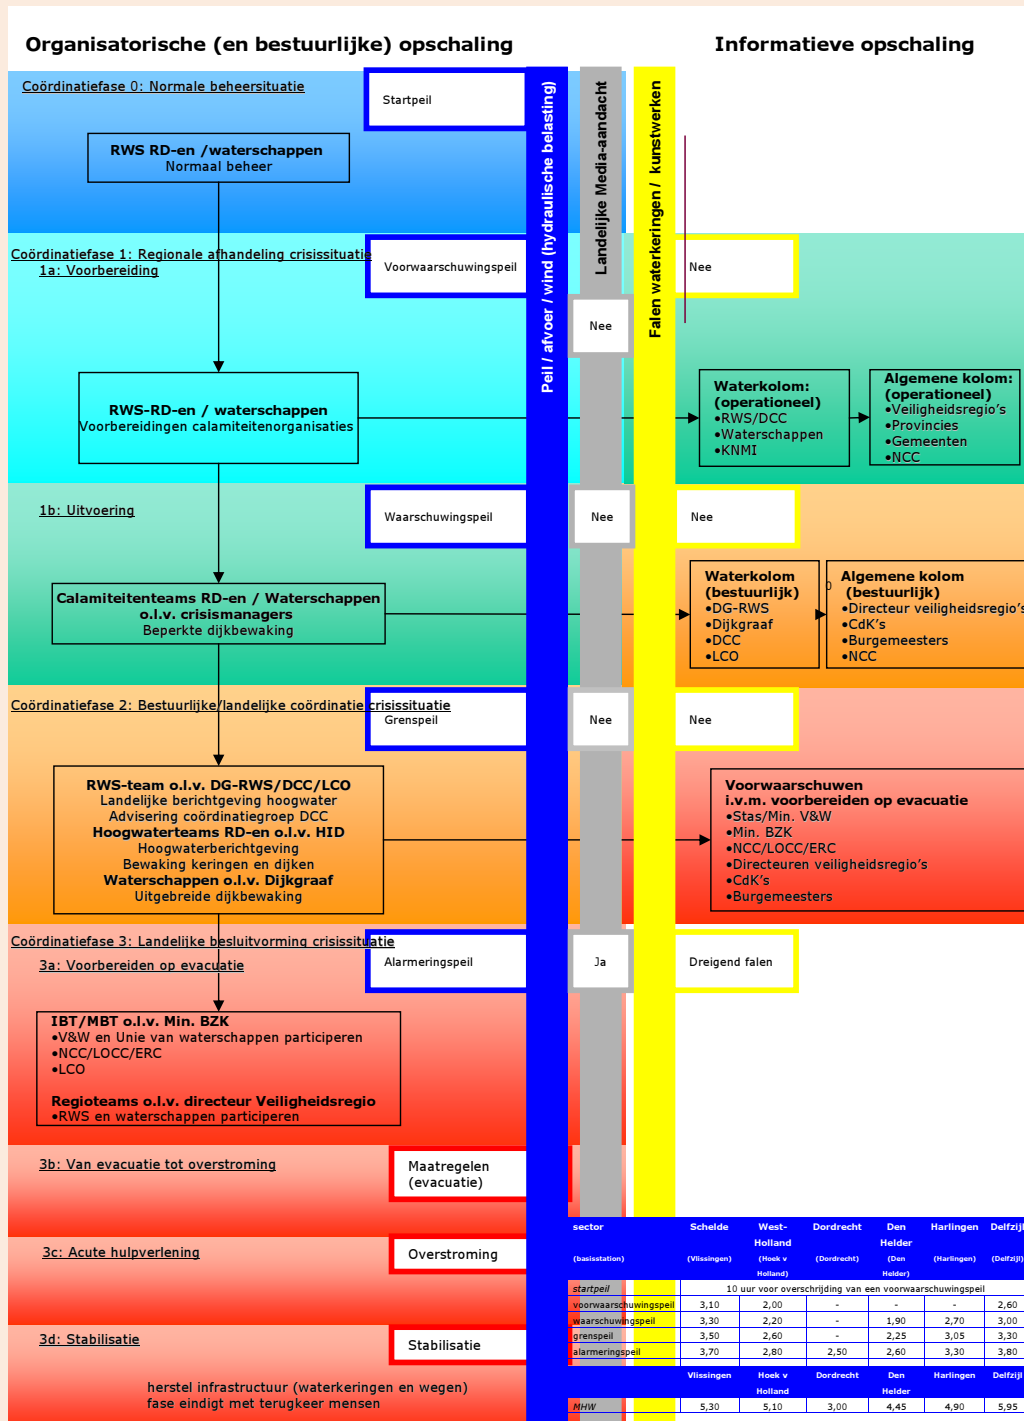 Organisatorische (en bestuurlijke) opschaling
Informatieve opschaling
Peil / afvoer / wind (hydraulische belasting)
Landelijke Media-aandacht
Falen waterkeringen / kunstwerken
Coördinatiefase 0: Normale beheersituatie
Startpeil
RWS RD-en /waterschappen
Normaal beheer
Coördinatiefase 1: Regionale afhandeling crisissituatie
1a: Voorbereiding
Voorwaarschuwingspeil
Nee
Nee
RWS-RD-en / waterschappen
Voorbereidingen calamiteitenorganisaties
Waterkolom:
(operationeel)
•RWS/DCC
•Waterschappen
•KNMI
Algemene kolom:
(operationeel)
•Veiligheidsregio's
•Provincies
•Gemeenten
•NCC
1b: Uitvoering
Waarschuwingspeil
Nee
Nee
Calamiteitenteams RD-en / Waterschappen
o.l.v. crisismanagers
Beperkte dijkbewaking
Waterkolom
(bestuurlijk)
•DG-RWS
•Dijkgraaf
•DCC
•LCO
0
Algemene kolom
(bestuurlijk)
•Directeur veiligheidsregio's
•CdK's
•Burgemeesters
•NCC
Coördinatiefase 2: Bestuurlijke/landelijke coördinatie crisissituatie
Grenspeil
Nee
Nee
RWS-team o.l.v. DG-RWS/DCC/LCO
Landelijke berichtgeving hoogwater
Advisering coördinatiegroep DCC
Hoogwaterteams RD-en o.l.v. HID
Hoogwaterberichtgeving
Bewaking keringen en dijken
Waterschappen o.l.v. Dijkgraaf
Uitgebreide dijkbewaking
Voorwaarschuwen
i.v.m. voorbereiden op evacuatie
•Stas/Min. V&W
•Min. BZK
•NCC/LOCC/ERC
•Directeuren veiligheidsregio's
•CdK's
•Burgemeesters
Coördinatiefase 3: Landelijke besluitvorming crisissituatie
3a: Voorbereiden op evacuatie
Alarmeringspeil
Ja
Dreigend falen
IBT/MBT o.l.v. Min. BZK
•V&W en Unie van waterschappen participeren
•NCC/LOCC/ERC
•LCO
Regioteams o.l.v. directeur Veiligheidsregio
•RWS en waterschappen participeren
3b: Van evacuatie tot overstroming
Maatregelen
(evacuatie)
3c: Acute hulpverlening
Overstroming
3d: Stabilisatie
Stabilisatie
herstel infrastructuur (waterkeringen en wegen)
fase eindigt met terugkeer mensen
sector Schelde West- Dordrecht Den Harlingen Delfzijl
Holland Helder
(basisstation) (Vlissingen) (Hoek v (Dordrecht) (Den (Harlingen) (Delfzijl)
Holland) Helder)
startpeil 10 uur voor overschrijding van een voorwaarschuwingspeil
voorwaarschuwingspeil 3,10 2,00 - - - 2,60
waarschuwingspeil 3,30 2,20 - 1,90 2,70 3,00
grenspeil 3,50 2,60 - 2,25 3,05 3,30
alarmeringspeil 3,70 2,80 2,50 2,60 3,30 3,80
Vlissingen Hoek v Dordrecht Den Harlingen Delfzijl
Holland Helder
MHW 5,30 5,10 3,00 4,45 4,90 5,95